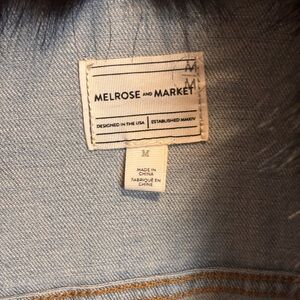 M
M
MELROSE AND MARKET
DESIGNED IN THE USA | ESTABLISHED MMXIV
M
MADE IN
CHINA
FABRIQUÉ EN
CHINE